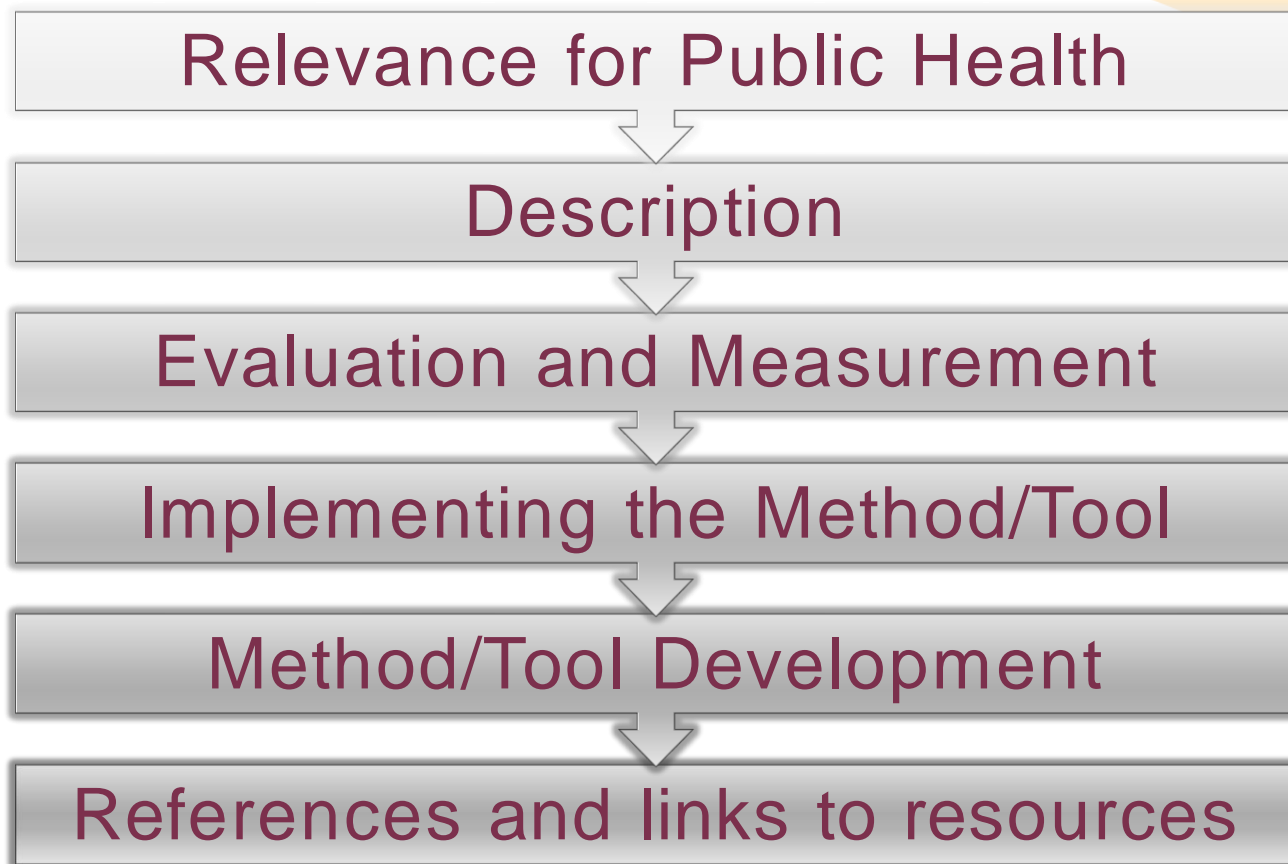 Relevance for Public Health
Description
Evaluation and Measurement
Implementing the Method/Tool
Method/Tool Development
References and links to resources